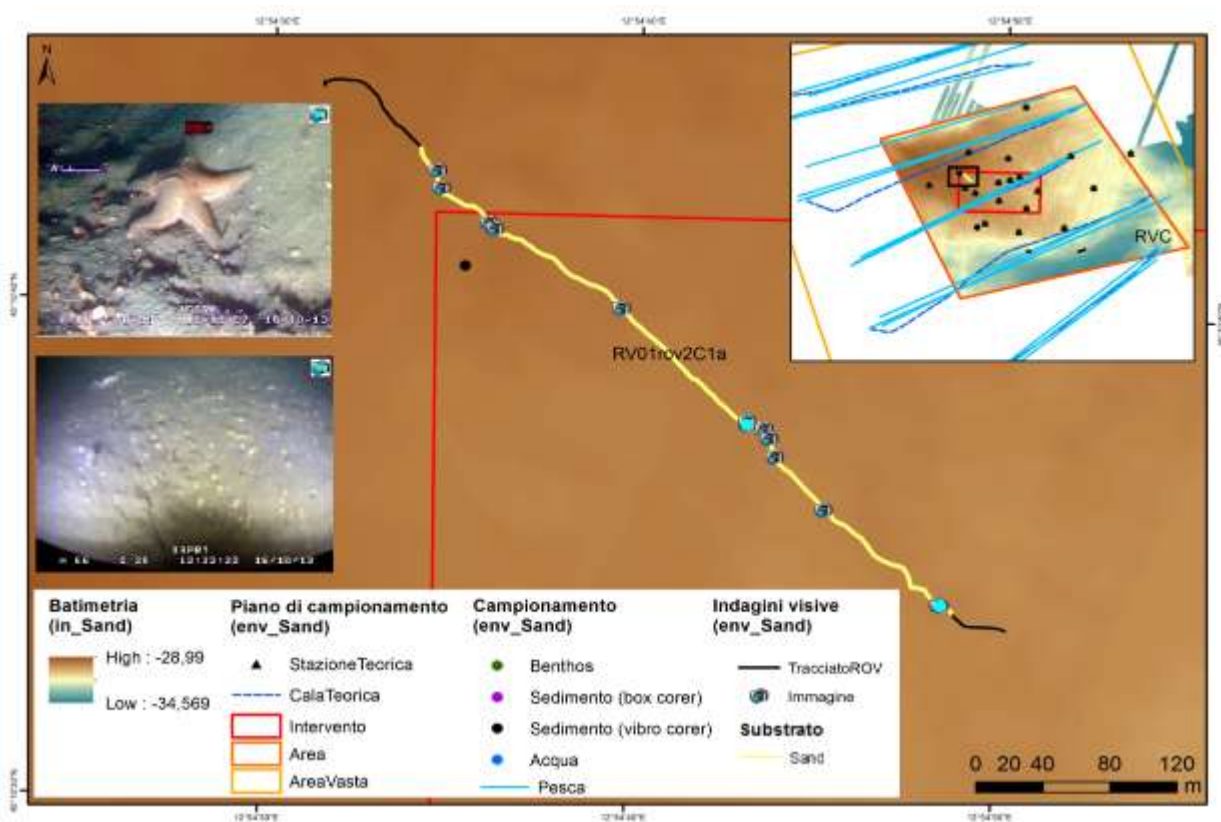 N
RVC
RV01rov2C1a
Batimetria
(in_Sand)
High : -28,99
Low : -34,569
Piano di campionamento
(env_Sand)
StazioneTeorica
CalaTeorica
Intervento
Area
AreaVasta
Campionamento
(env_Sand)
Benthos
Sedimento (box corer)
Sedimento (vibro corer)
Acqua
Pesca
Indagini visive
(env_Sand)
TracciatoROV
Immagine
Substrato
Sand
0 20 40 80 120
m